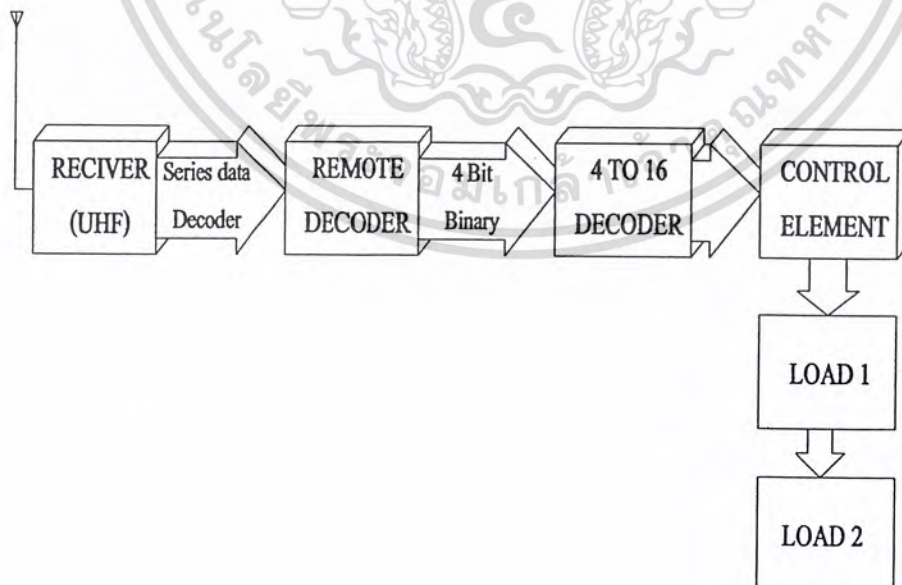 RECIVER
(UHF)
Series data
Decoder
REMOTE
DECODER
4 Bit
Binary
4 TO 16
DECODER
CONTROL
ELEMENT
LOAD 1
LOAD 2